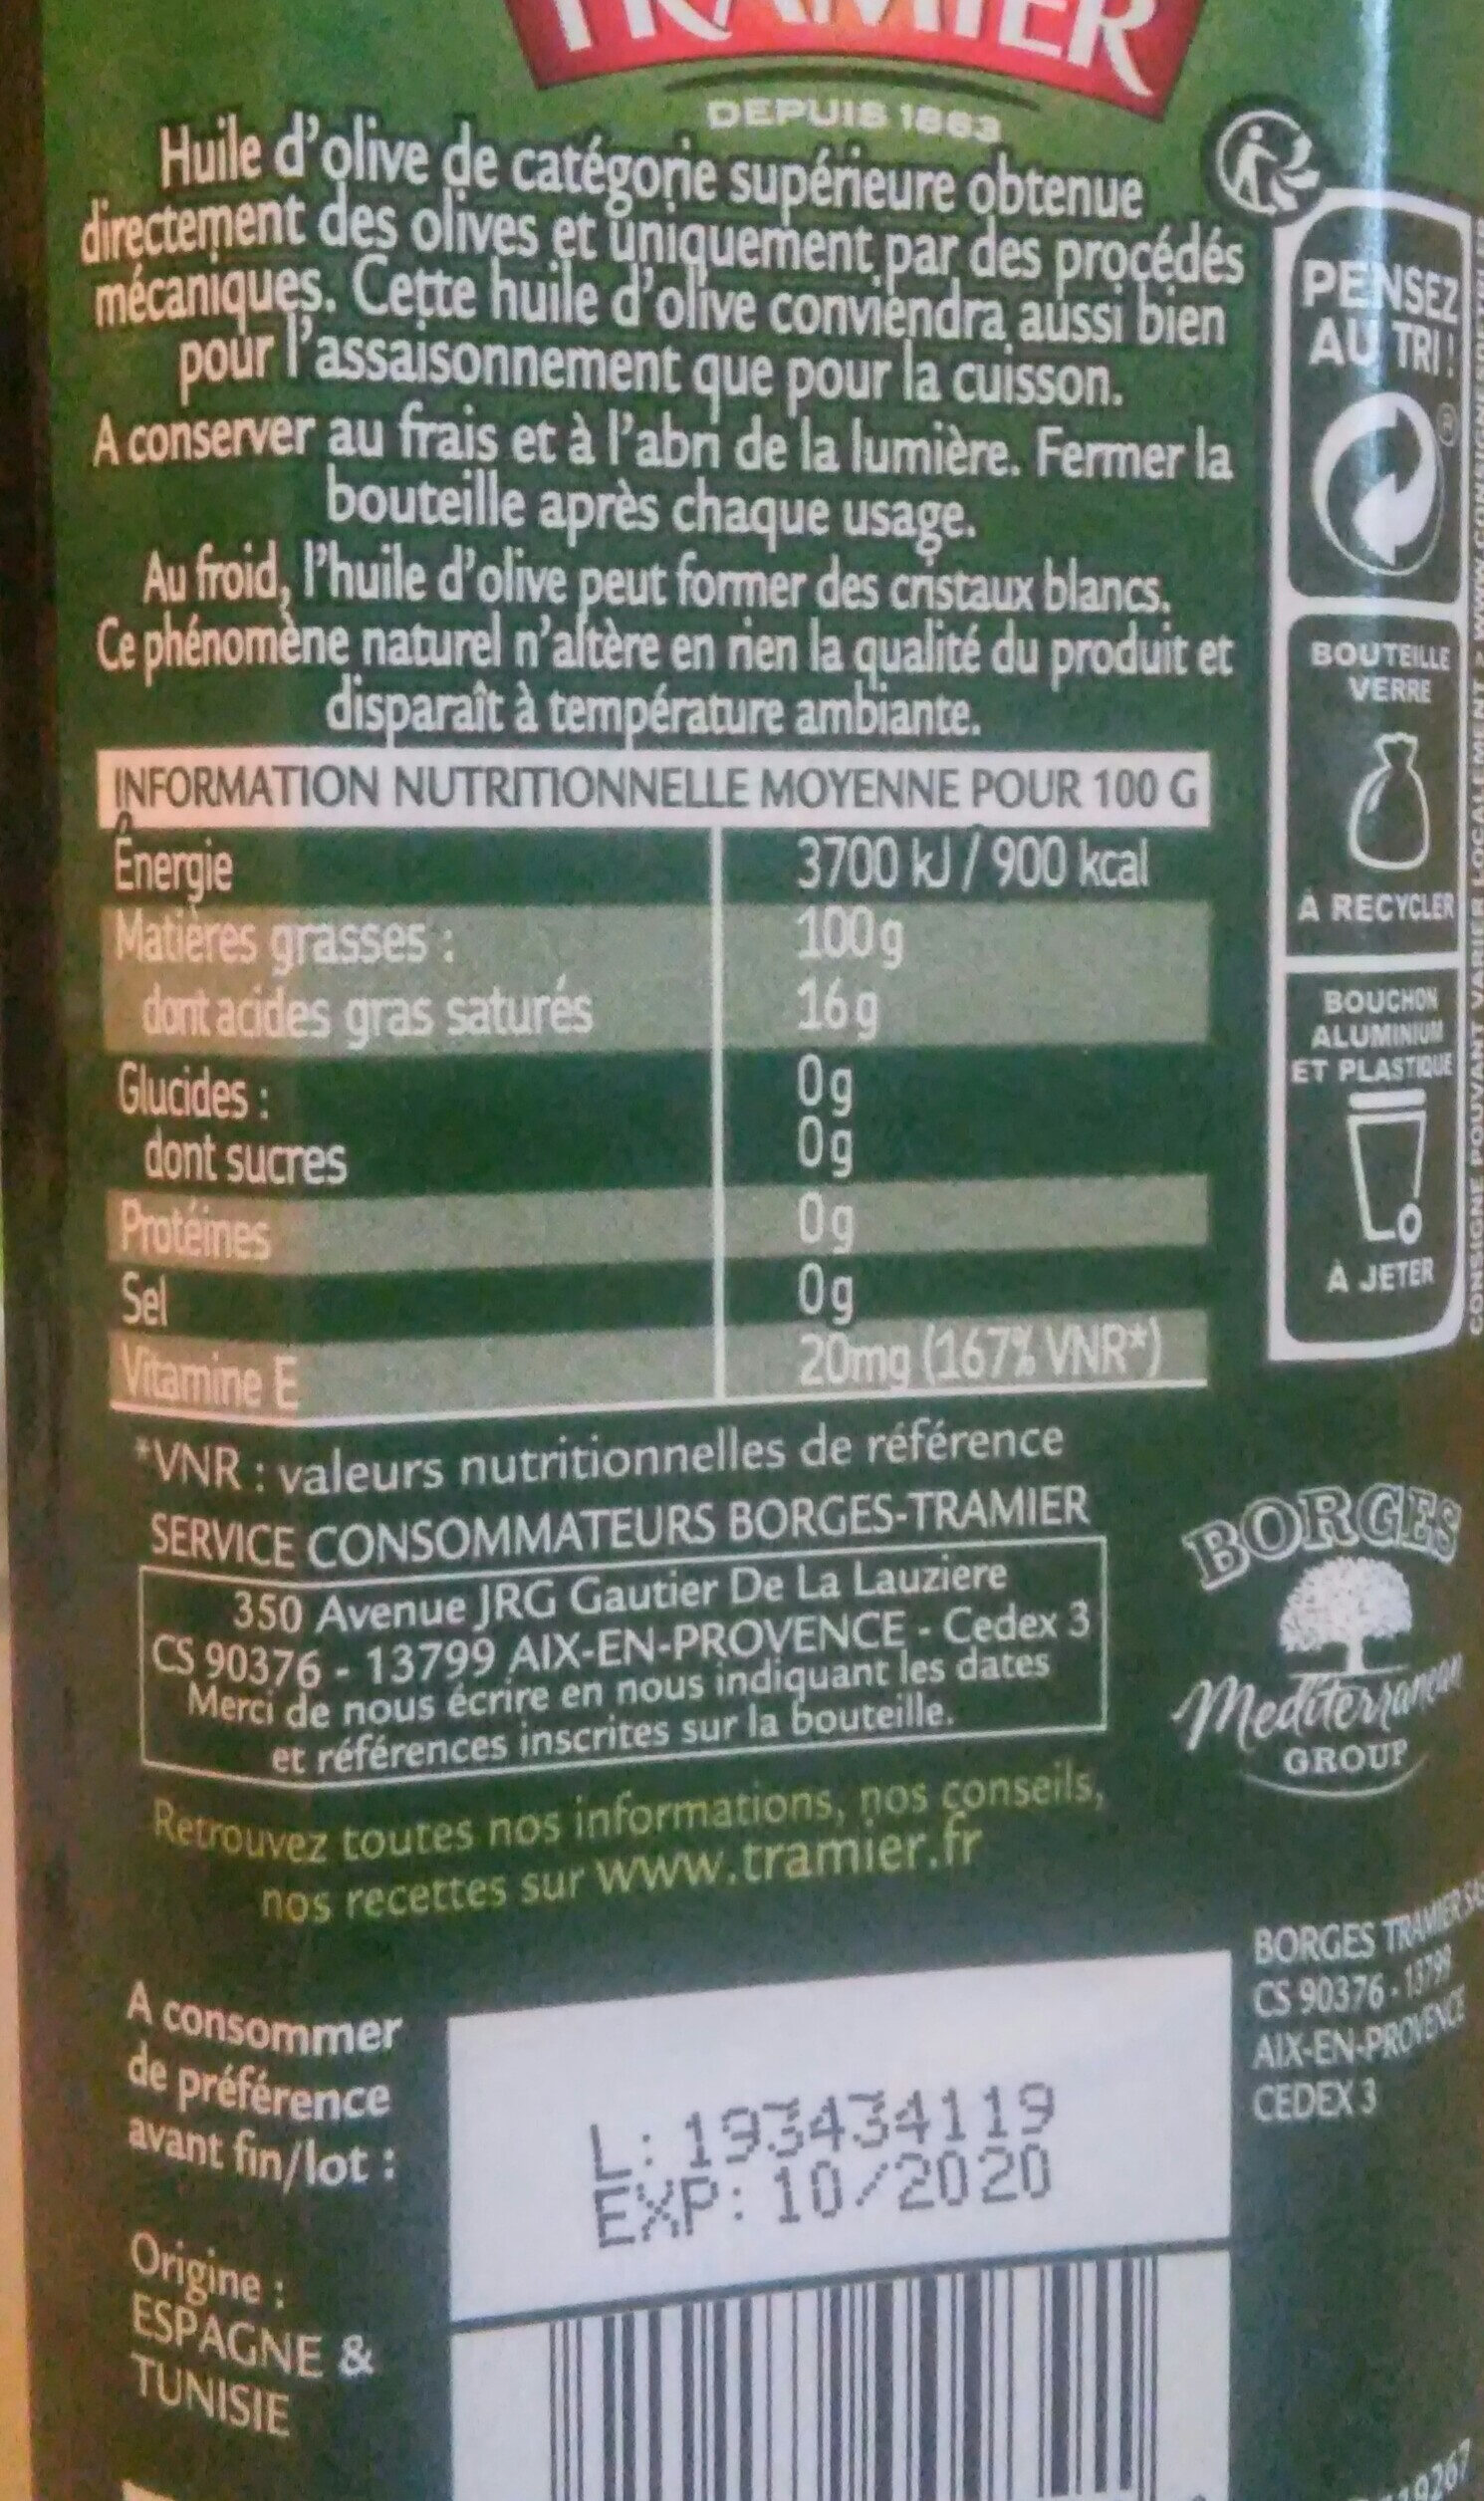 TRAMIER
DEPUIS 1863
Huile d'olive de catégorie supérieure obtenue
directement des olives et uniquement par des procédés
mécaniques. Cette huile d'olive conviendra aussi bien
pour l'assaisonnement que pour la cuisson.
A conserver au frais et à l'abri de la lumière. Fermer la
bouteille après chaque usage.
Au froid, l'huile d'olive peut former des cristaux blancs.
Ce phénomène naturel n'altère en rien la qualité du produit et
disparaît à température ambiante.
INFORMATION NUTRITIONNELLE MOYENNE POUR 100 G
Énergie 3700 kJ / 900 kcal
Matières grasses : 100g
dont acides gras saturés 16g
Glucides : 0g
dont sucres 0g
Protéines 0g
Sel 0g
Vitamine E 20mg (167% VNR*)
*VNR : valeurs nutritionnelles de référence
SERVICE CONSOMMATEURS BORGES-TRAMIER
350 Avenue JRG Gautier De La Lauziere
CS 90376 - 13799 AIX-EN-PROVENCE - Cedex 3
Merci de nous écrire en nous indiquant les dates
et références inscrites sur la bouteille.
Retrouvez toutes nos informations, nos conseils,
nos recettes sur www.tramier.fr
A consommer
de préférence
avant fin/lot :
L: 193434119
EXP: 10/2020
Origine :
ESPAGNE &
TUNISIE
PENSEZ
AU TRI !
®
BOUTEILLE
VERRE
À RECYCLER
BOUCHON
ALUMINIUM
ET PLASTIQUE
À JETER
CONSIGNE POUVANT VARIER LOCALEMENT
BORGES
Mediterranean
GROUP
BORGES TRAMIER SAS
CS 90376 - 13799
AIX-EN-PROVENCE
CEDEX 3
19267